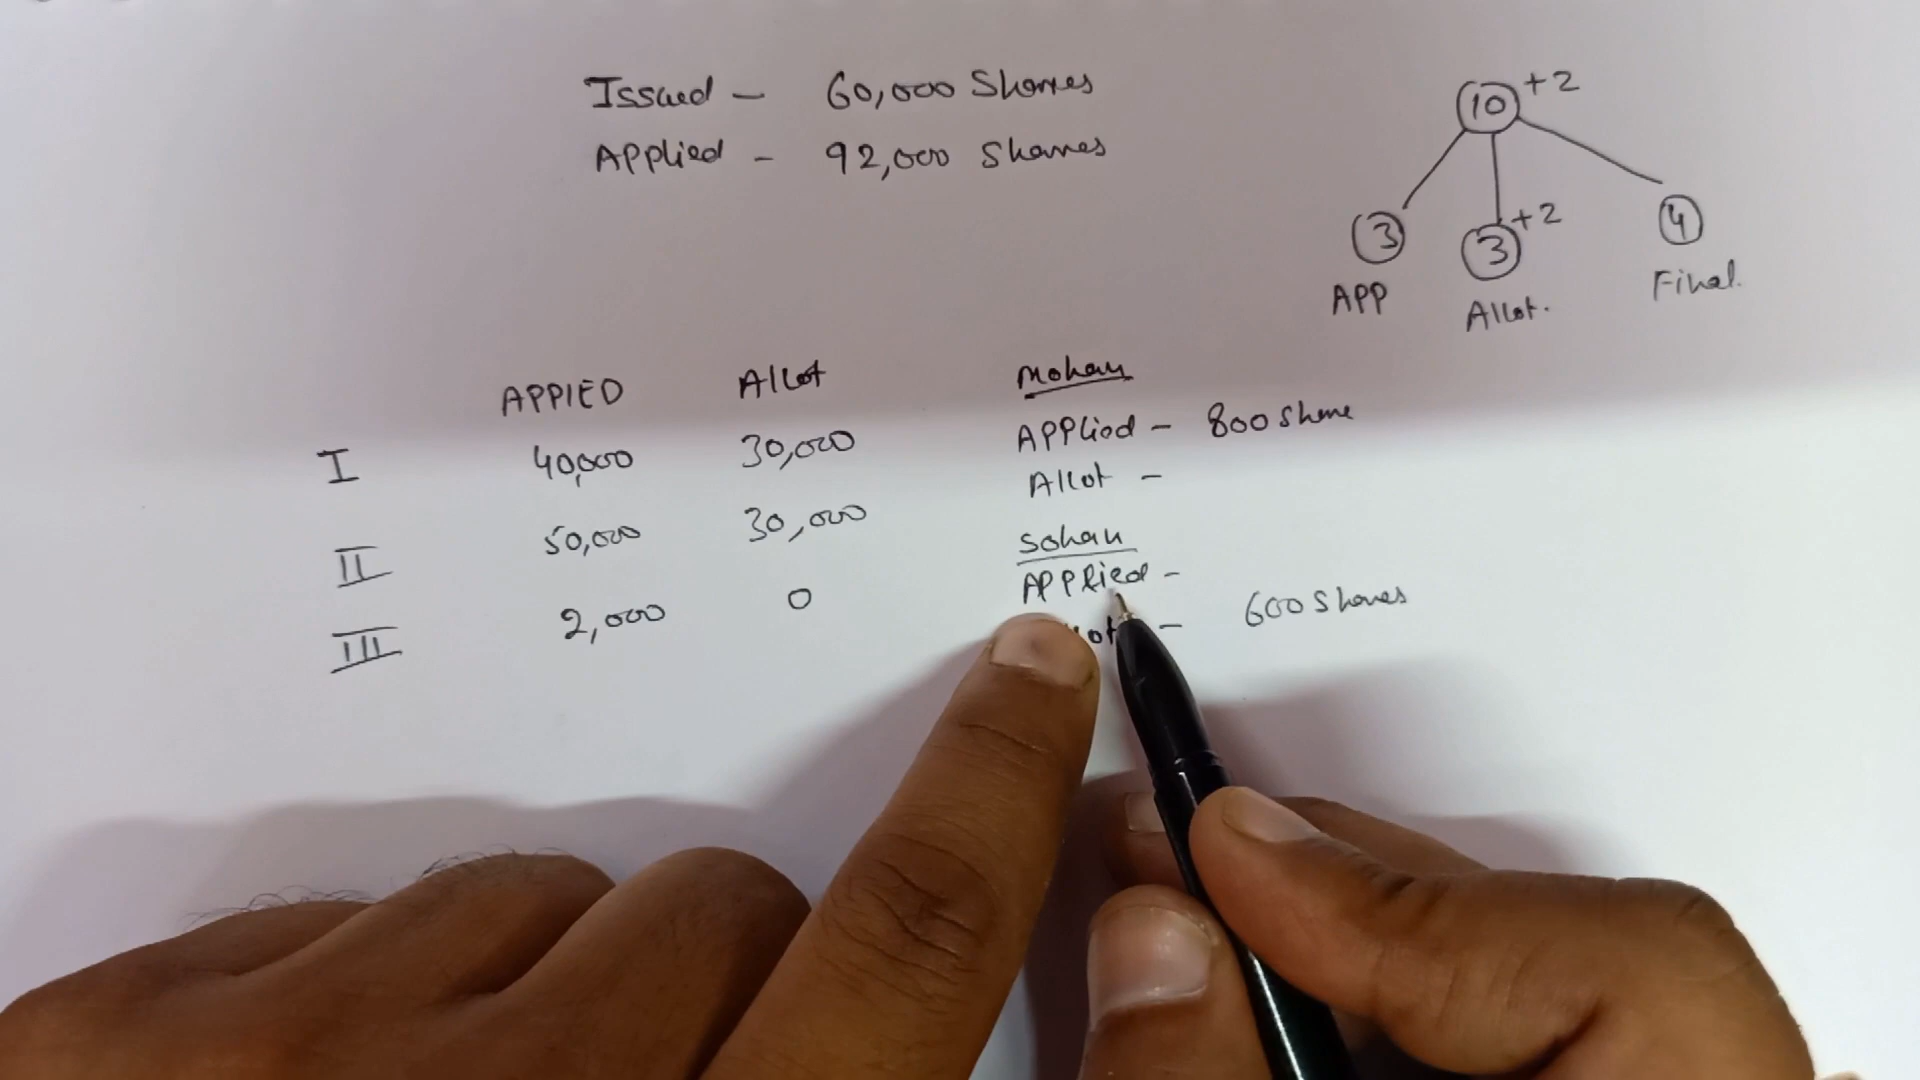 Issued - 60,000 Shares
Applied - 92,000 Shares
10 +2
3 3 +2 4
APP Allot. Final.
APPIED Allot
I 40,000 30,000
II 50,000 30,000
III 2,000 0
Mohan
Applied - 800 Share
Allot -
Sohan
Applied -
ot - 600 Shares